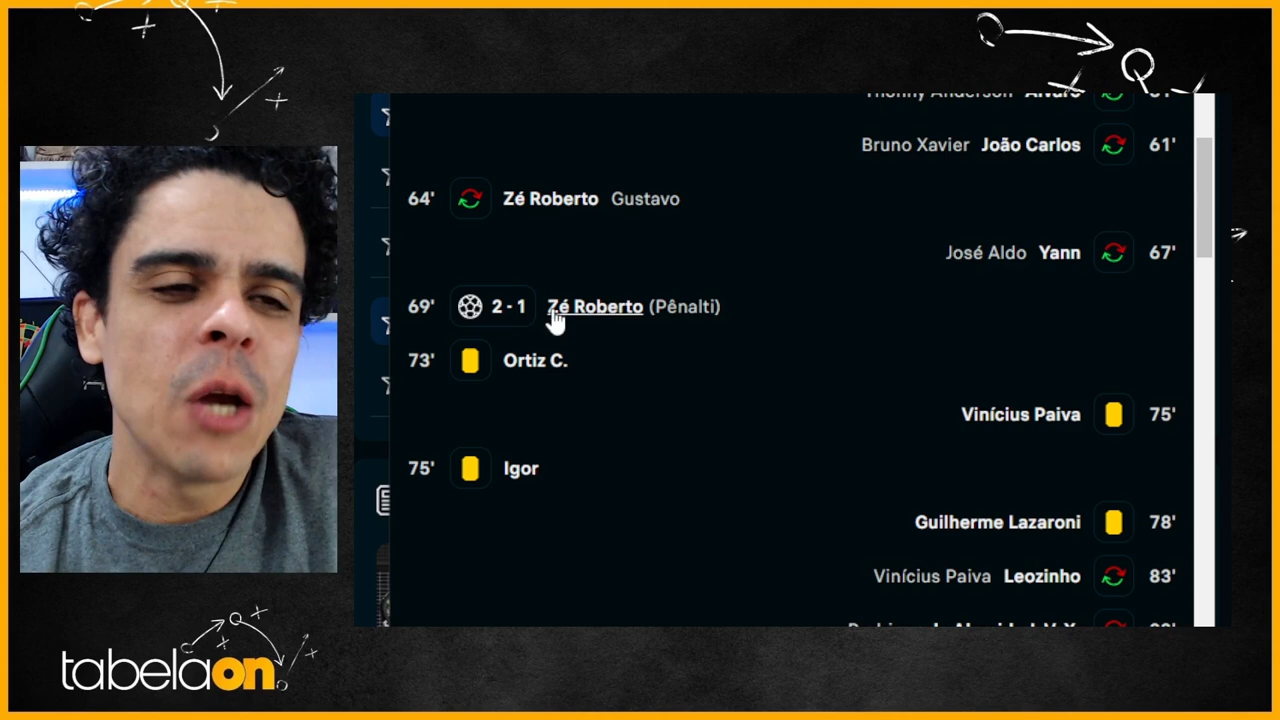 Bruno Xavier João Carlos 61'
64' Zé Roberto Gustavo
José Aldo Yann 67'
69' 2 - 1 Zé Roberto (Pênalti)
73' Ortiz C.
Vinícius Paiva 75'
75' Igor
Guilherme Lazaroni 78'
Vinícius Paiva Leozinho 83'
tabelaon